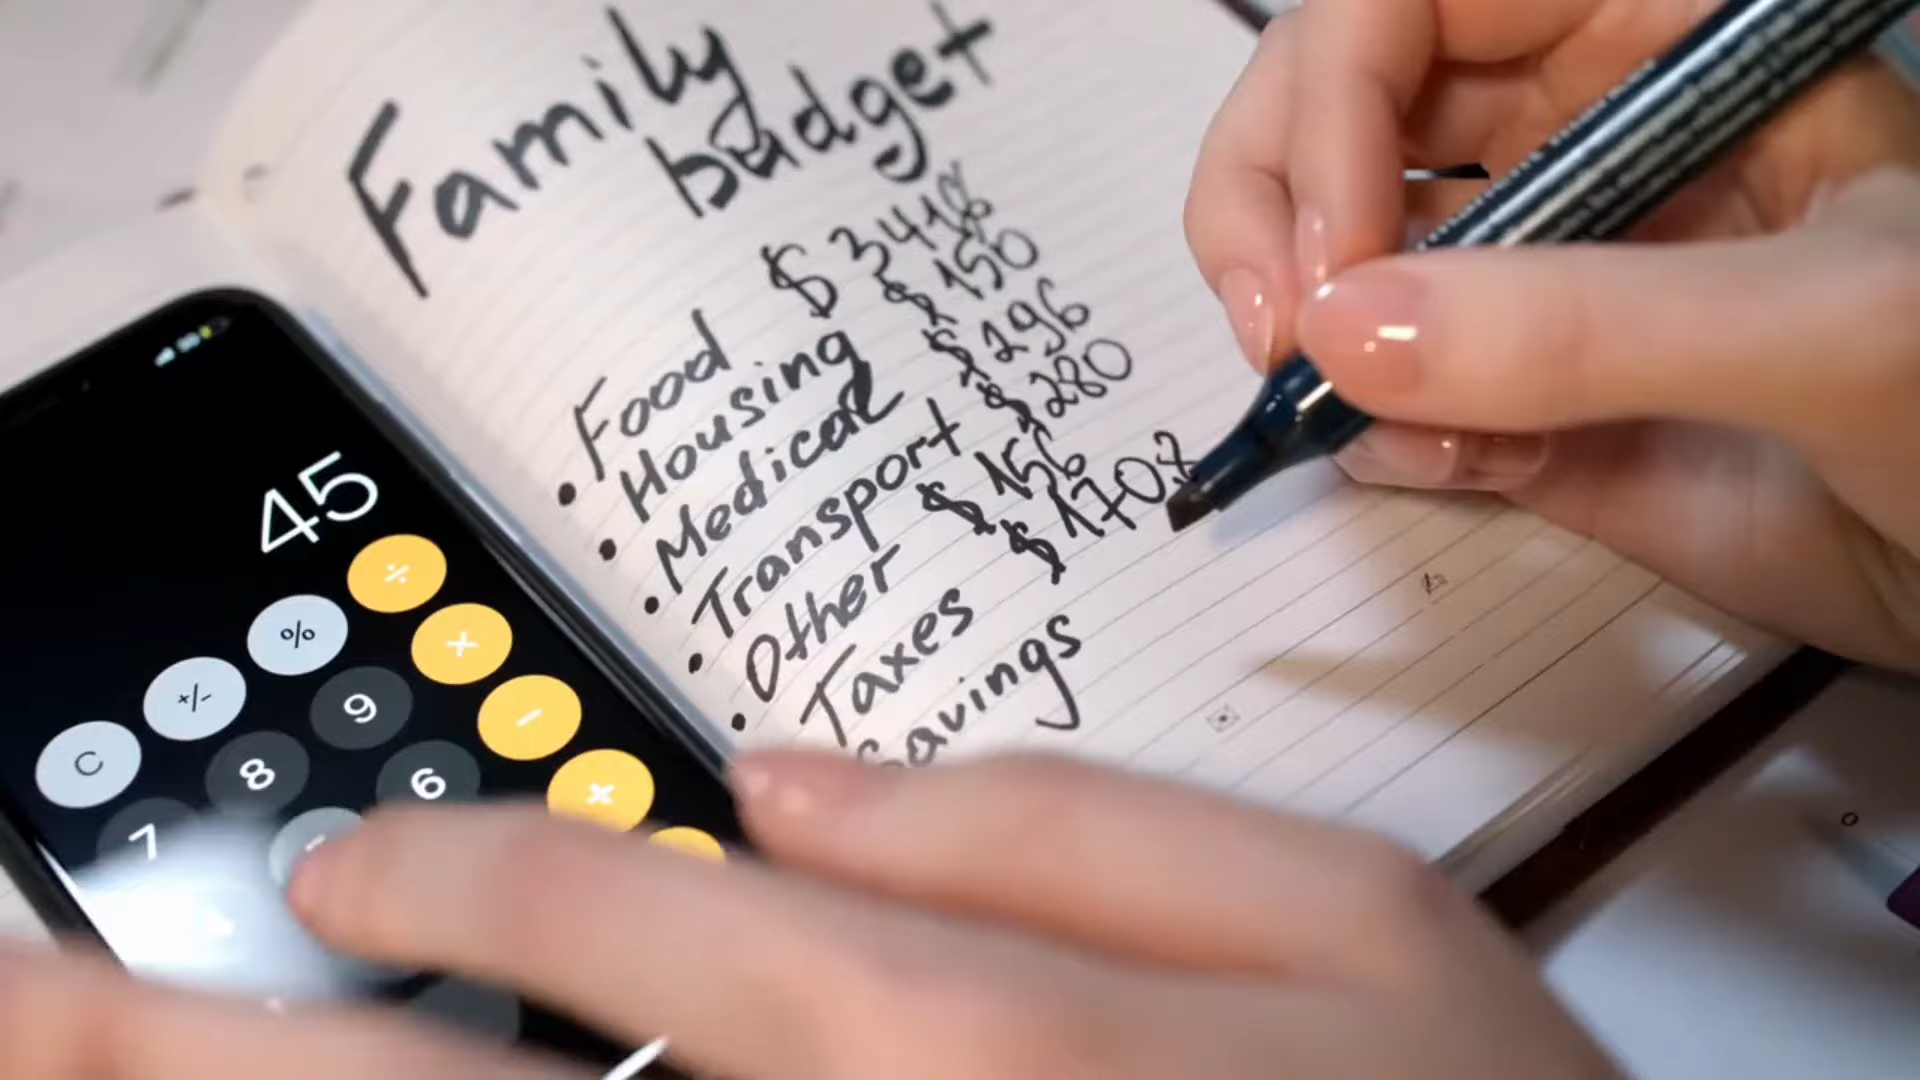 Family
budget
Food $ 3418
• Housing $ 150
• Medical $ 296
• Transport $ 280
• Other $ 156
• Taxes $ 1708
Savings
45
C +/- % ÷
7 8 9 ×
6 −
+